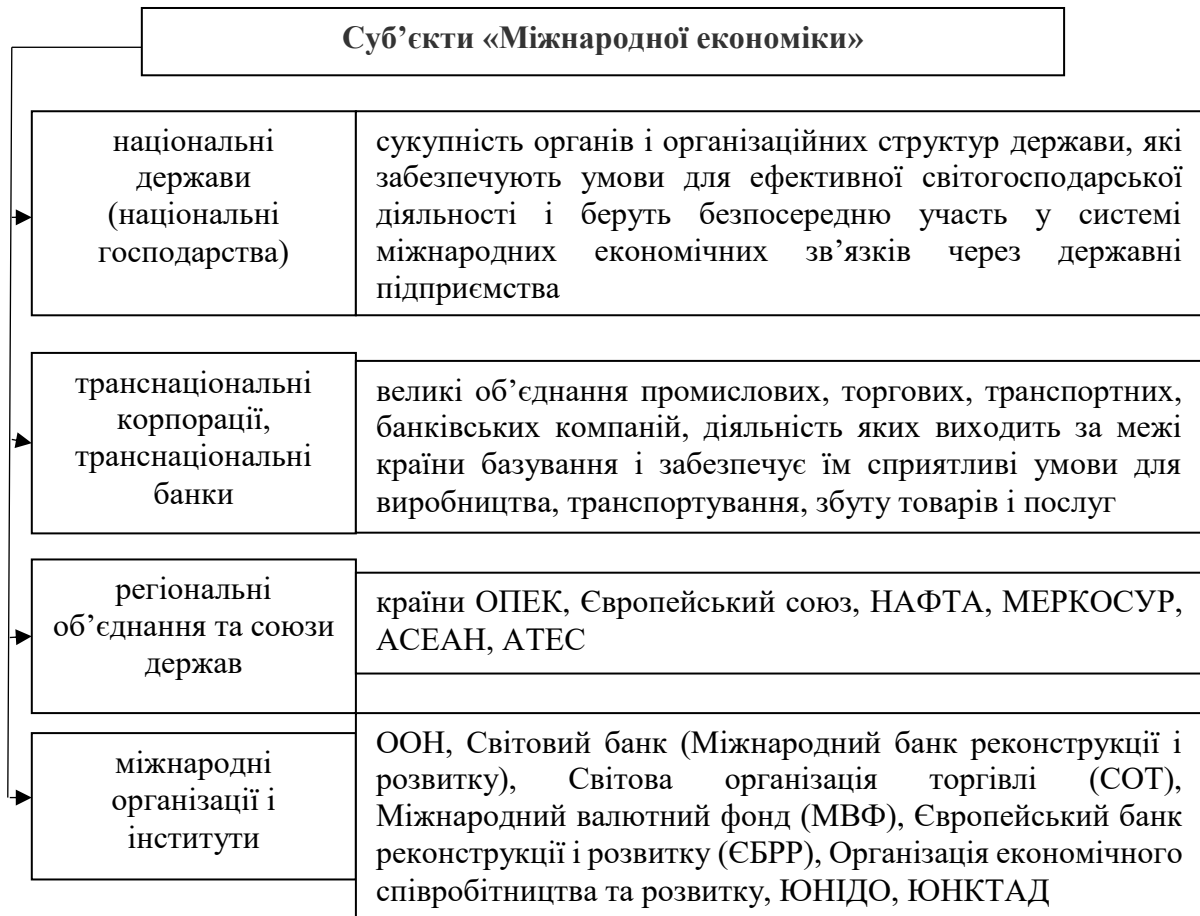 Суб’єкти «Міжнародної економіки»
національні
держави
(національні
господарства)
сукупність органів і організаційних структур держави, які
забезпечують умови для ефективної світогосподарської
діяльності і беруть безпосередню участь у системі
міжнародних економічних зв’язків через державні
підприємства
транснаціональні
корпорації,
транснаціональні
банки
великі об’єднання промислових, торгових, транспортних,
банківських компаній, діяльність яких виходить за межі
країни базування і забезпечує їм сприятливі умови для
виробництва, транспортування, збуту товарів і послуг
регіональні
об’єднання та союзи
держав
країни ОПЕК, Європейський союз, НАФТА, МЕРКОСУР,
АСЕАН, АТЕС
міжнародні
організації і
інститути
ООН, Світовий банк (Міжнародний банк реконструкції і
розвитку), Світова організація торгівлі (СОТ),
Міжнародний валютний фонд (МВФ), Європейський банк
реконструкції і розвитку (ЄБРР), Організація економічного
співробітництва та розвитку, ЮНІДО, ЮНКТАД